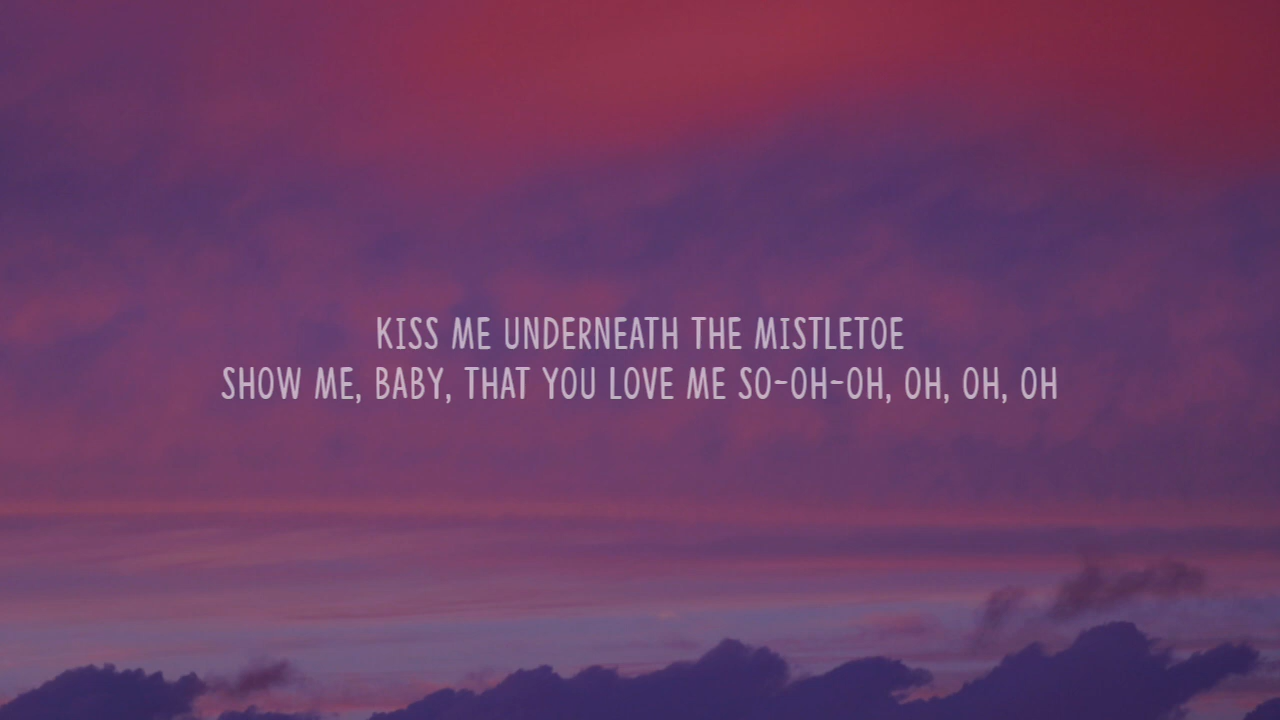 KISS ME UNDERNEATH THE MISTLETOE
SHOW ME, BABY, THAT YOU LOVE ME SO-OH-OH, OH, OH, OH